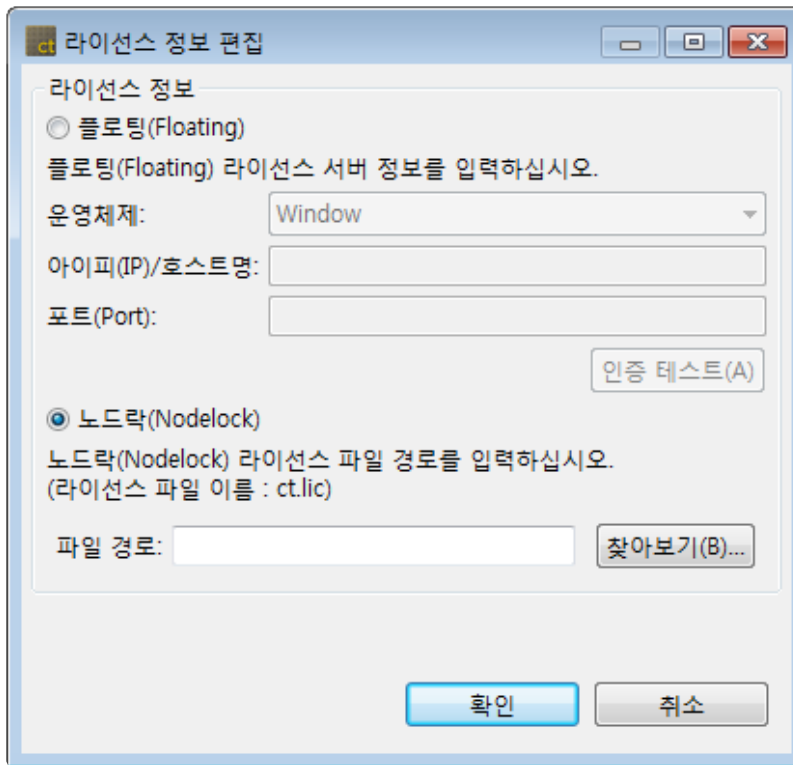 ct 라이선스 정보 편집
라이선스 정보
플로팅(Floating)
플로팅(Floating) 라이선스 서버 정보를 입력하십시오.
운영체제: Window
아이피(IP)/호스트명:
포트(Port):
인증 테스트(A)
노드락(Nodelock)
노드락(Nodelock) 라이선스 파일 경로를 입력하십시오.
(라이선스 파일 이름 : ct.lic)
파일 경로: 찾아보기(B)...
확인 취소